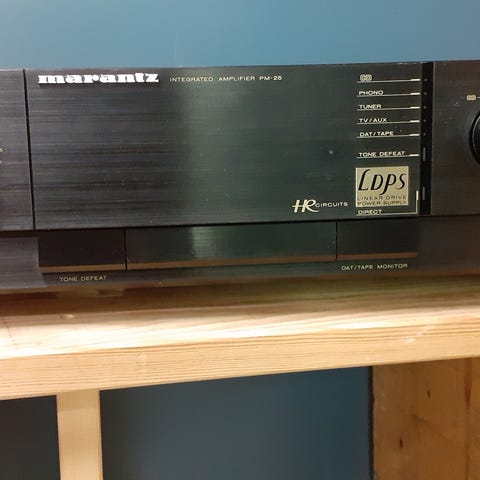 marantz INTEGRATED AMPLIFIER PM-25
CD
PHONO
TUNER
TV/AUX
DAT/TAPE
TONE DEFEAT
LDPS
LINEAR DRIVE
POWER SUPPLY
HR CIRCUITS
DIRECT
TONE DEFEAT
DAT/TAPE MONITOR